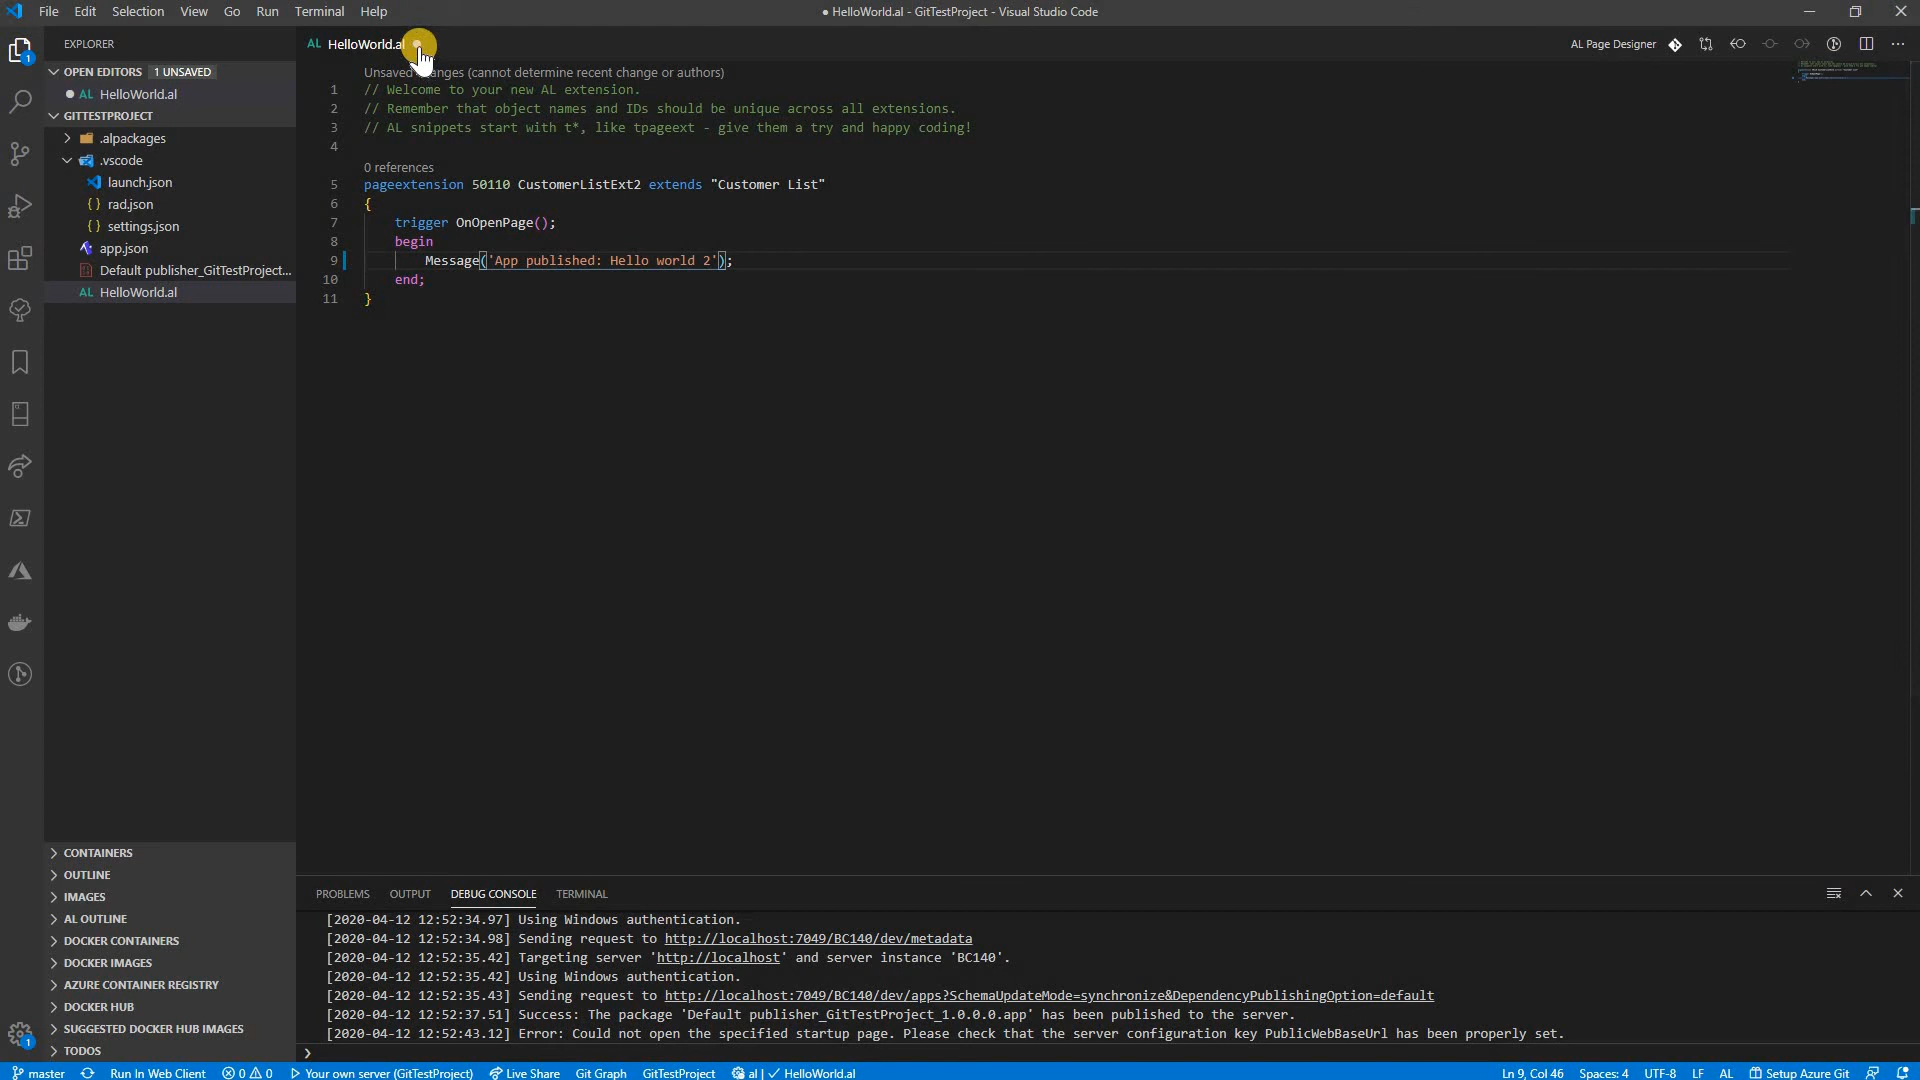 File Edit Selection View Go Run Terminal Help
● HelloWorld.al - GitTestProject - Visual Studio Code
EXPLORER
AL HelloWorld.al
AL Page Designer
OPEN EDITORS 1 UNSAVED
AL HelloWorld.al
GITTESTPROJECT
.alpackages
.vscode
launch.json
{ } rad.json
{ } settings.json
app.json
Default publisher_GitTestProject...
AL HelloWorld.al
CONTAINERS
OUTLINE
IMAGES
AL OUTLINE
DOCKER CONTAINERS
DOCKER IMAGES
AZURE CONTAINER REGISTRY
DOCKER HUB
SUGGESTED DOCKER HUB IMAGES
TODOS
1
1
Unsaved changes (cannot determine recent change or authors)
1 // Welcome to your new AL extension.
2 // Remember that object names and IDs should be unique across all extensions.
3 // AL snippets start with t*, like tpageext - give them a try and happy coding!
4
0 references
5 pageextension 50110 CustomerListExt2 extends "Customer List"
6 {
7 trigger OnOpenPage();
8 begin
9 Message('App published: Hello world 2');
10 end;
11 }
PROBLEMS OUTPUT DEBUG CONSOLE TERMINAL
[2020-04-12 12:52:34.97] Using Windows authentication.
[2020-04-12 12:52:34.98] Sending request to http://localhost:7049/BC140/dev/metadata
[2020-04-12 12:52:35.42] Targeting server 'http://localhost' and server instance 'BC140'.
[2020-04-12 12:52:35.42] Using Windows authentication.
[2020-04-12 12:52:35.43] Sending request to http://localhost:7049/BC140/dev/apps?SchemaUpdateMode=synchronize&DependencyPublishingOption=default
[2020-04-12 12:52:37.51] Success: The package 'Default publisher_GitTestProject_1.0.0.0.app' has been published to the server.
[2020-04-12 12:52:43.12] Error: Could not open the specified startup page. Please check that the server configuration key PublicWebBaseUrl has been properly set.
master Run In Web Client 0 0 Your own server (GitTestProject) Live Share Git Graph GitTestProject al | ✓ HelloWorld.al Ln 9, Col 46 Spaces: 4 UTF-8 LF AL Setup Azure Git